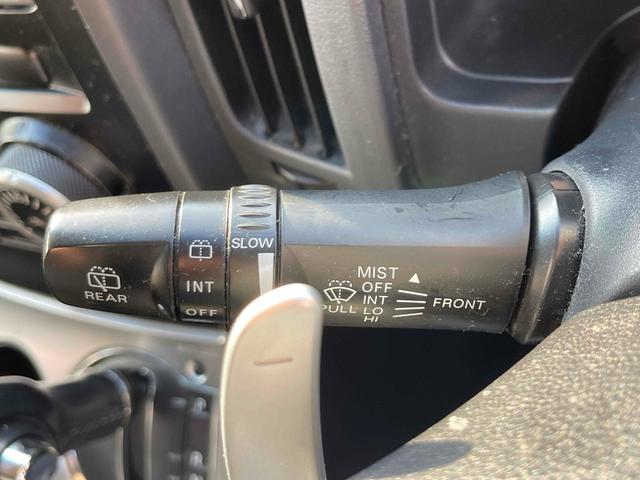 REAR
INT
OFF
SLOW
PULL
MIST
OFF
INT
LO
HI
FRONT